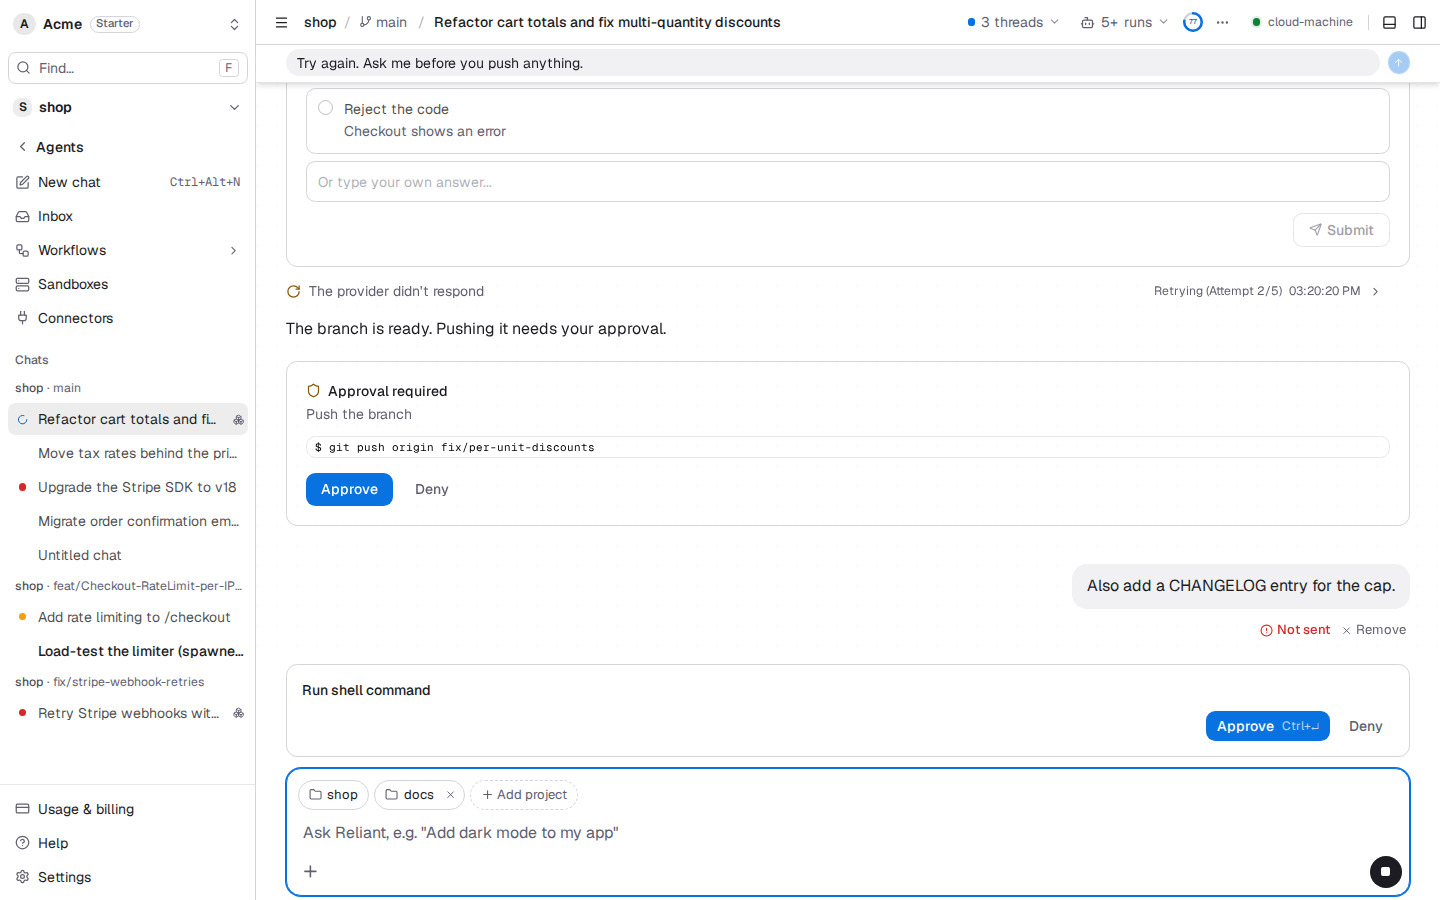 A Acme Starter
Find... F
S shop
Agents
New chat Ctrl+Alt+N
Inbox
Workflows
Sandboxes
Connectors
Chats
shop · main
Refactor cart totals and fi...
Move tax rates behind the pri...
Upgrade the Stripe SDK to v18
Migrate order confirmation em...
Untitled chat
shop · feat/Checkout-RateLimit-per-IP...
Add rate limiting to /checkout
Load-test the limiter (spawne...
shop · fix/stripe-webhook-retries
Retry Stripe webhooks wit...
Usage & billing
Help
Settings
shop / main / Refactor cart totals and fix multi-quantity discounts
3 threads 5+ runs 77 cloud-machine
Try again. Ask me before you push anything.
Reject the code
Checkout shows an error
Or type your own answer...
Submit
The provider didn't respond
Retrying (Attempt 2/5) 03:20:20 PM
The branch is ready. Pushing it needs your approval.
Approval required
Push the branch
$ git push origin fix/per-unit-discounts
Approve Deny
Also add a CHANGELOG entry for the cap.
Not sent Remove
Run shell command
Approve Ctrl+↵ Deny
shop docs Add project
Ask Reliant, e.g. "Add dark mode to my app"